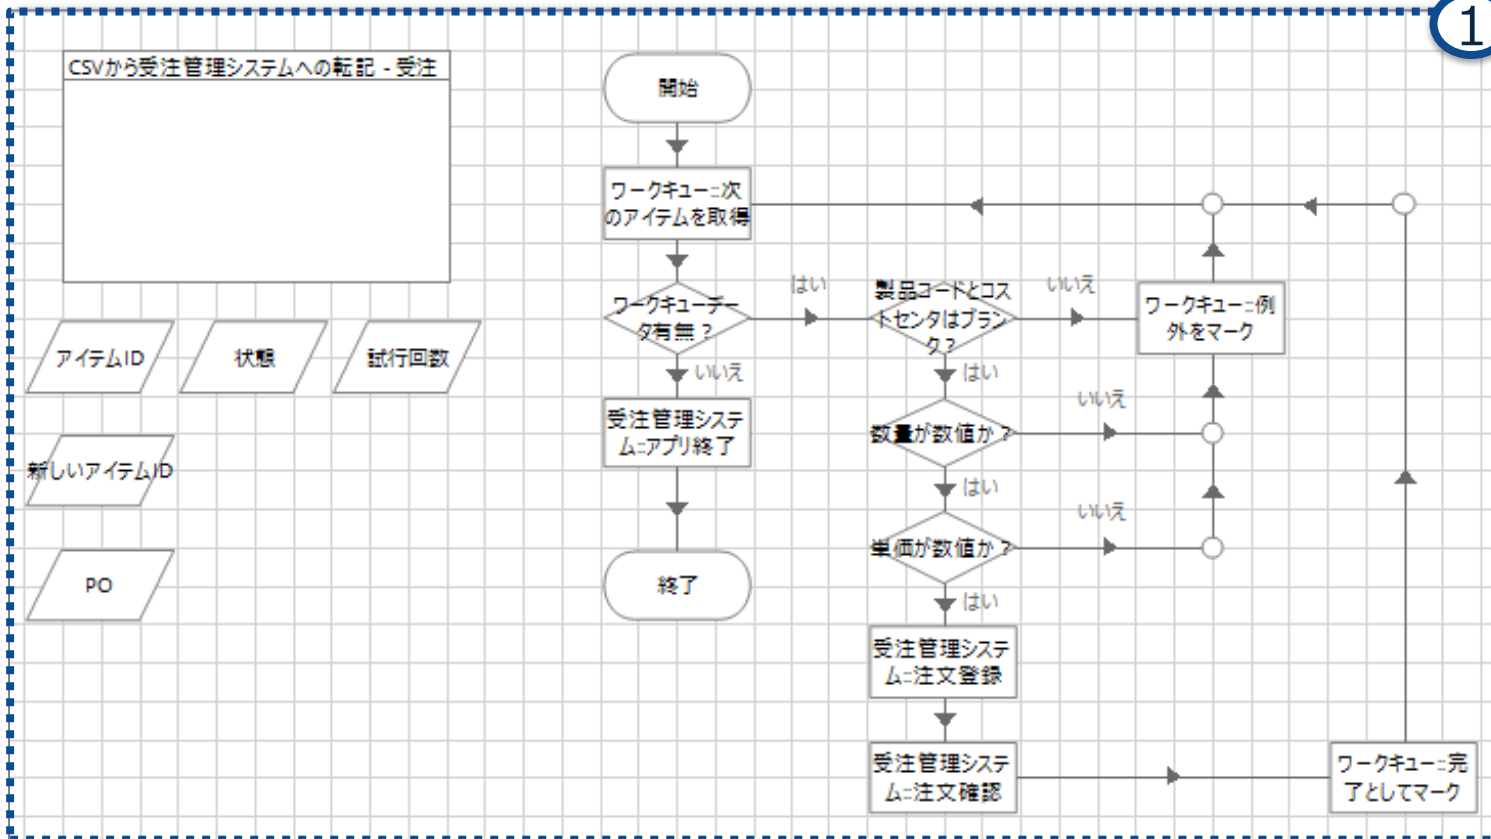 1
CSVから受注管理システムへの転記 - 受注
開始
ワークキュー::次
のアイテムを取得
はい
製品コードとコス
トセンタはブラン
ク?
いいえ
ワークキュー::例
外をマーク
ワークキューデー
タ有無?
アイテムID
状態
試行回数
いいえ
はい
いいえ
受注管理システ
ム::アプリ終了
数量が数値か?
新しいアイテムID
はい
いいえ
単価が数値か?
PO
終了
はい
受注管理システ
ム::注文登録
受注管理システ
ム::注文確認
ワークキュー::完
了としてマーク